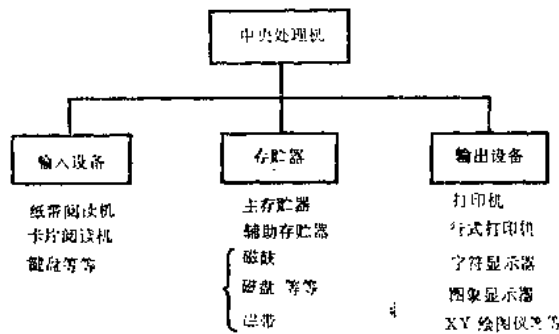 中央处理机
输入设备
存贮器
输出设备
纸带阅读机
卡片阅读机
键盘等等
主存贮器
辅助存贮器
磁鼓
磁盘 等等
磁带
打印机
行式打印机
字符显示器
图象显示器
XY 绘图仪等等